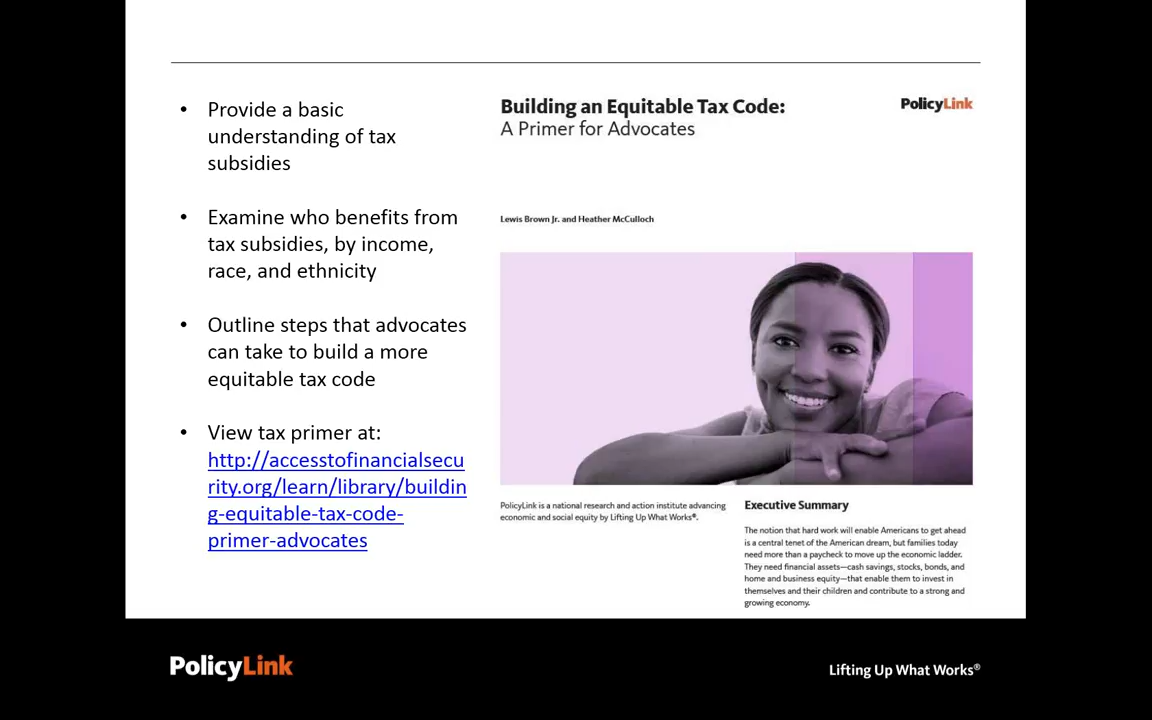 • Provide a basic
understanding of tax
subsidies
• Examine who benefits from
tax subsidies, by income,
race, and ethnicity
• Outline steps that advocates
can take to build a more
equitable tax code
• View tax primer at:
http://accesstofinancialsecu
rity.org/learn/library/buildin
g-equitable-tax-code-
primer-advocates
Building an Equitable Tax Code:
A Primer for Advocates
PolicyLink
Lewis Brown Jr. and Heather McCulloch
PolicyLink is a national research and action institute advancing
economic and social equity by Lifting Up What Works®.
Executive Summary
The notion that hard work will enable Americans to get ahead
is a central tenet of the American dream, but families today
need more than a paycheck to move up the economic ladder.
They need financial assets—cash savings, stocks, bonds, and
home and business equity—that enable them to invest in
themselves and their children and contribute to a strong and
growing economy.
PolicyLink
Lifting Up What Works®